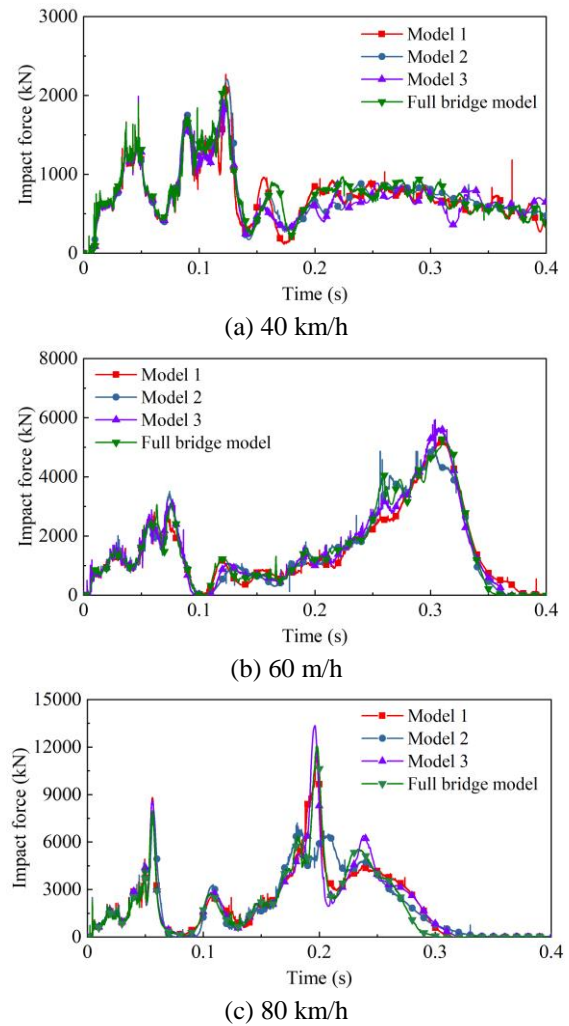 3000
2000
1000
0
Impact force (kN)
Model 1
Model 2
Model 3
Full bridge model
0 0.1 0.2 0.3 0.4
Time (s)
(a) 40 km/h
8000
6000
4000
2000
0
Impact force (kN)
Model 1
Model 2
Model 3
Full bridge model
0 0.1 0.2 0.3 0.4
Time (s)
(b) 60 m/h
15000
12000
9000
6000
3000
0
Impact force (kN)
Model 1
Model 2
Model 3
Full bridge model
0 0.1 0.2 0.3 0.4
Time (s)
(c) 80 km/h